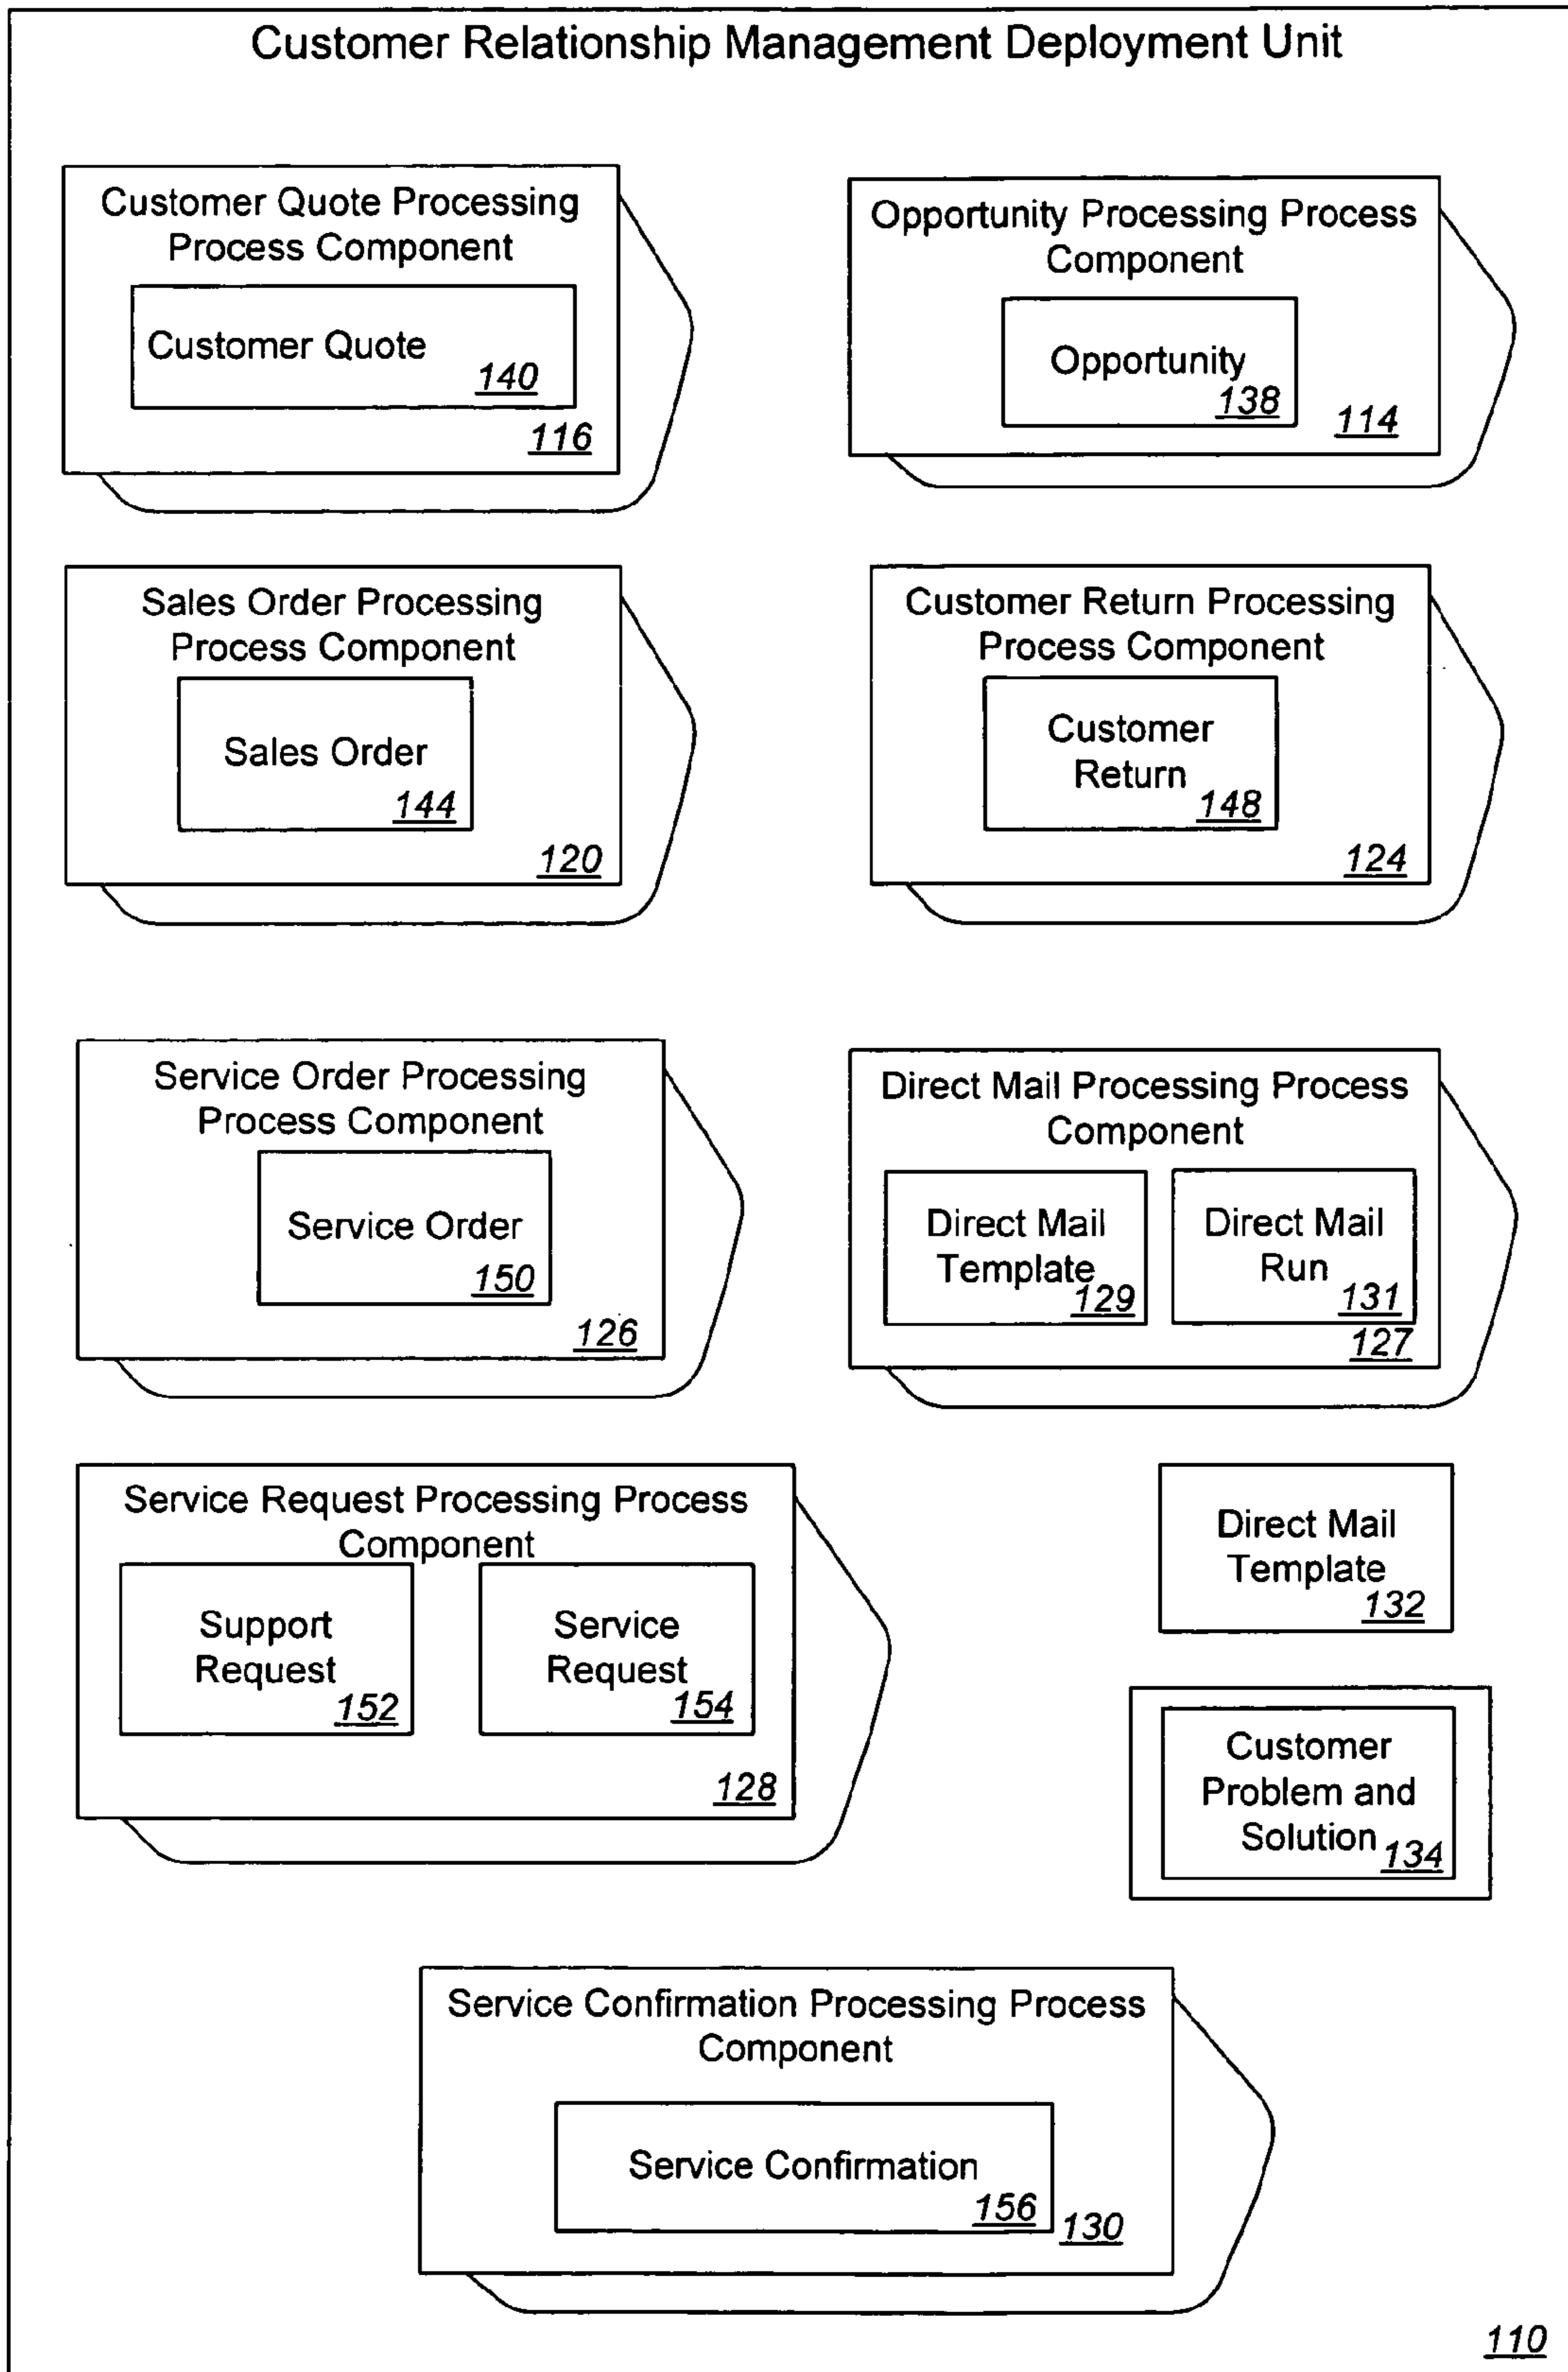 Customer Relationship Management Deployment Unit
Customer Quote Processing
Process Component
Customer Quote
140
116
Opportunity Processing Process
Component
Opportunity
138
114
Sales Order Processing
Process Component
Sales Order
144
120
Customer Return Processing
Process Component
Customer
Return
148
124
Service Order Processing
Process Component
Service Order
150
126
Direct Mail Processing Process
Component
Direct Mail
Template
129
Direct Mail
Run
131
127
Service Request Processing Process
Component
Support
Request
152
Service
Request
154
128
Direct Mail
Template
132
Customer
Problem and
Solution
134
Service Confirmation Processing Process
Component
Service Confirmation
156
130
110